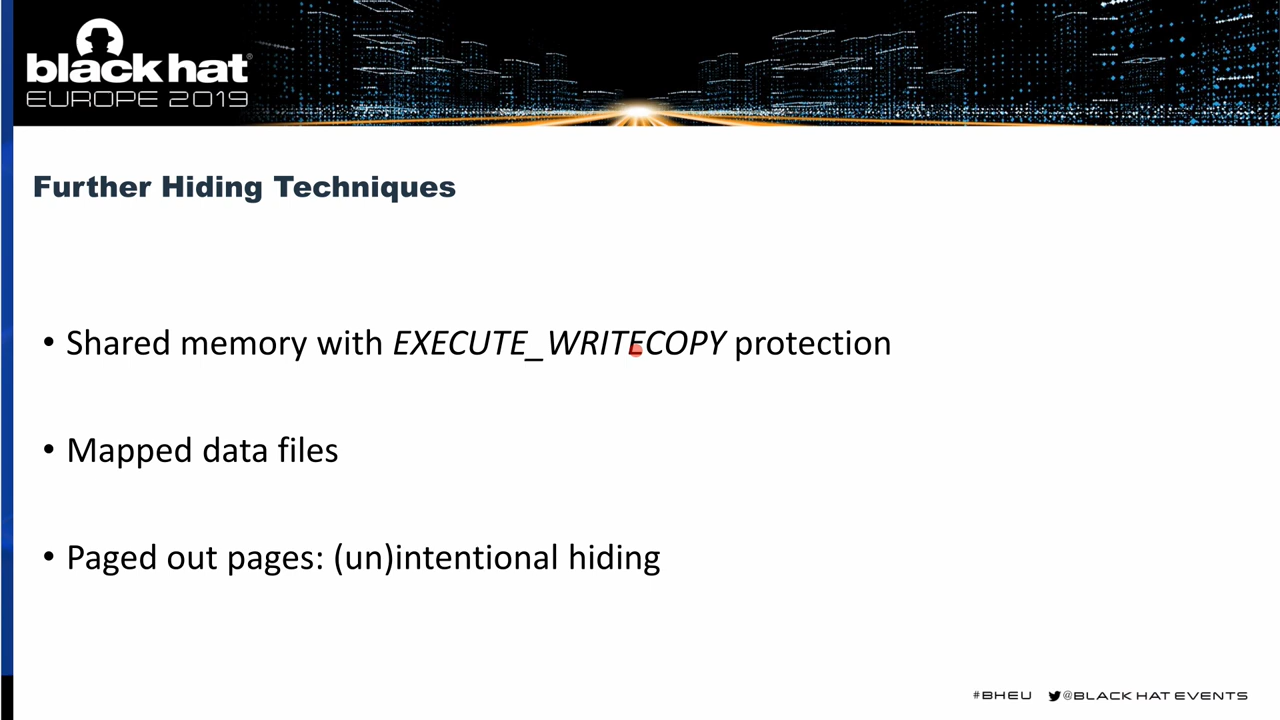 black hat
EUROPE 2019
Further Hiding Techniques
• Shared memory with EXECUTE_WRITECOPY protection
• Mapped data files
• Paged out pages: (un)intentional hiding
#BHEU @BLACK HAT EVENTS